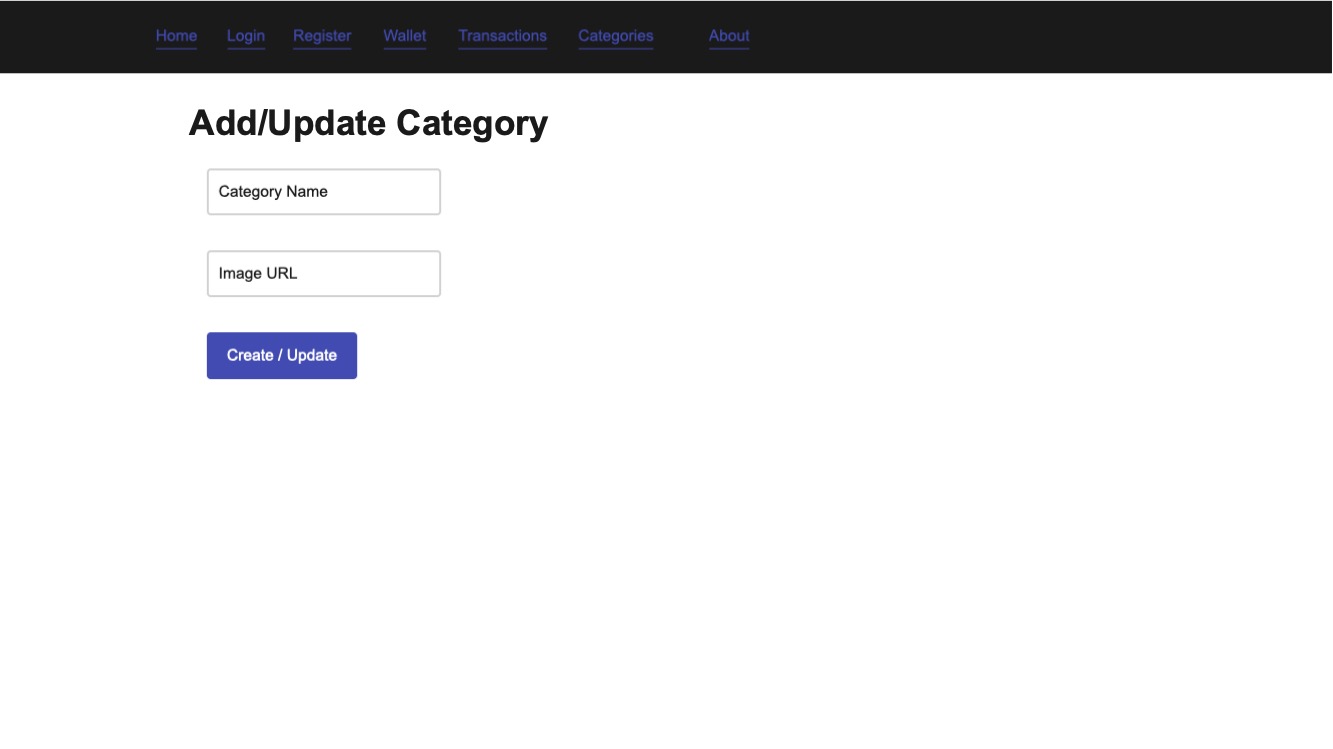 Home Login Register Wallet Transactions Categories About
Add/Update Category
Category Name
Image URL
Create / Update